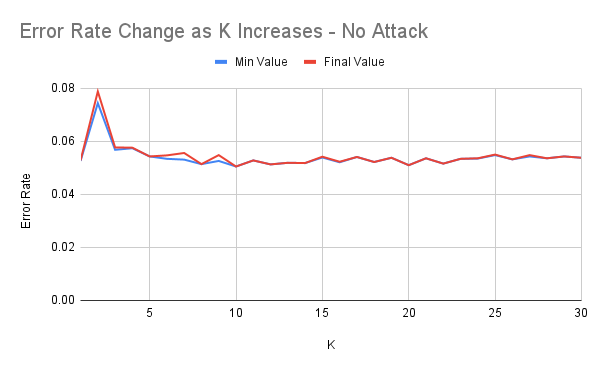 Error Rate Change as K Increases - No Attack
Min Value Final Value
0.08
0.06
0.04
0.02
0.00
Error Rate
5 10 15 20 25 30
K